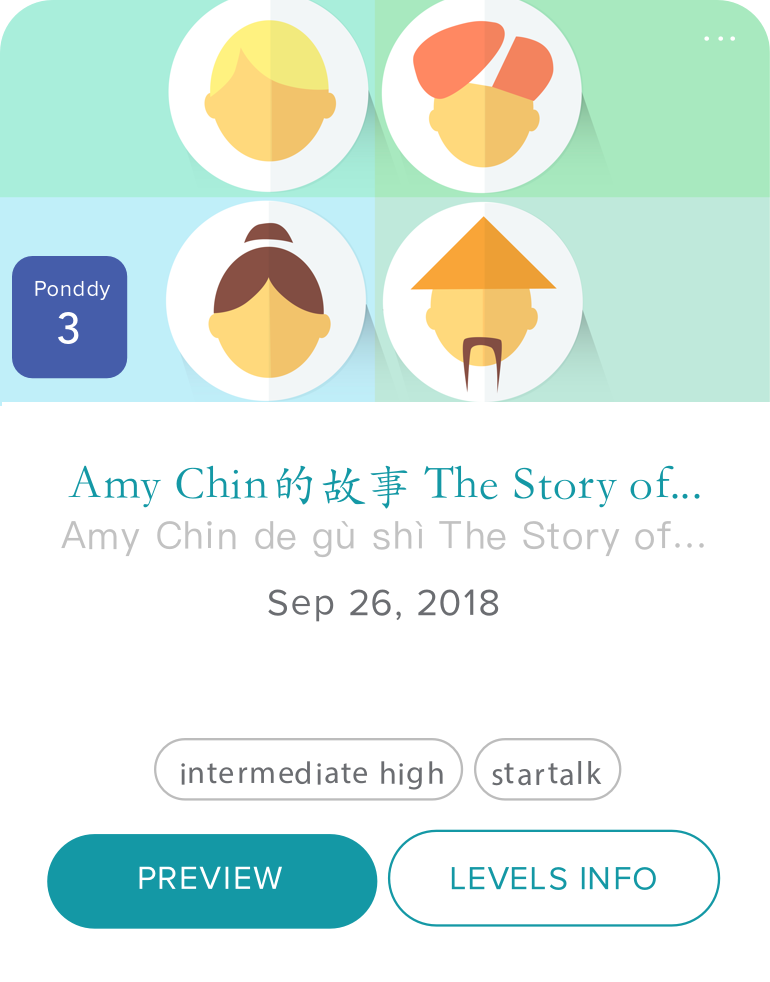 Ponddy
3
Amy Chin的故事 The Story of...
Amy Chin de gù shì The Story of...
Sep 26, 2018
intermediate high
startalk
PREVIEW
LEVELS INFO